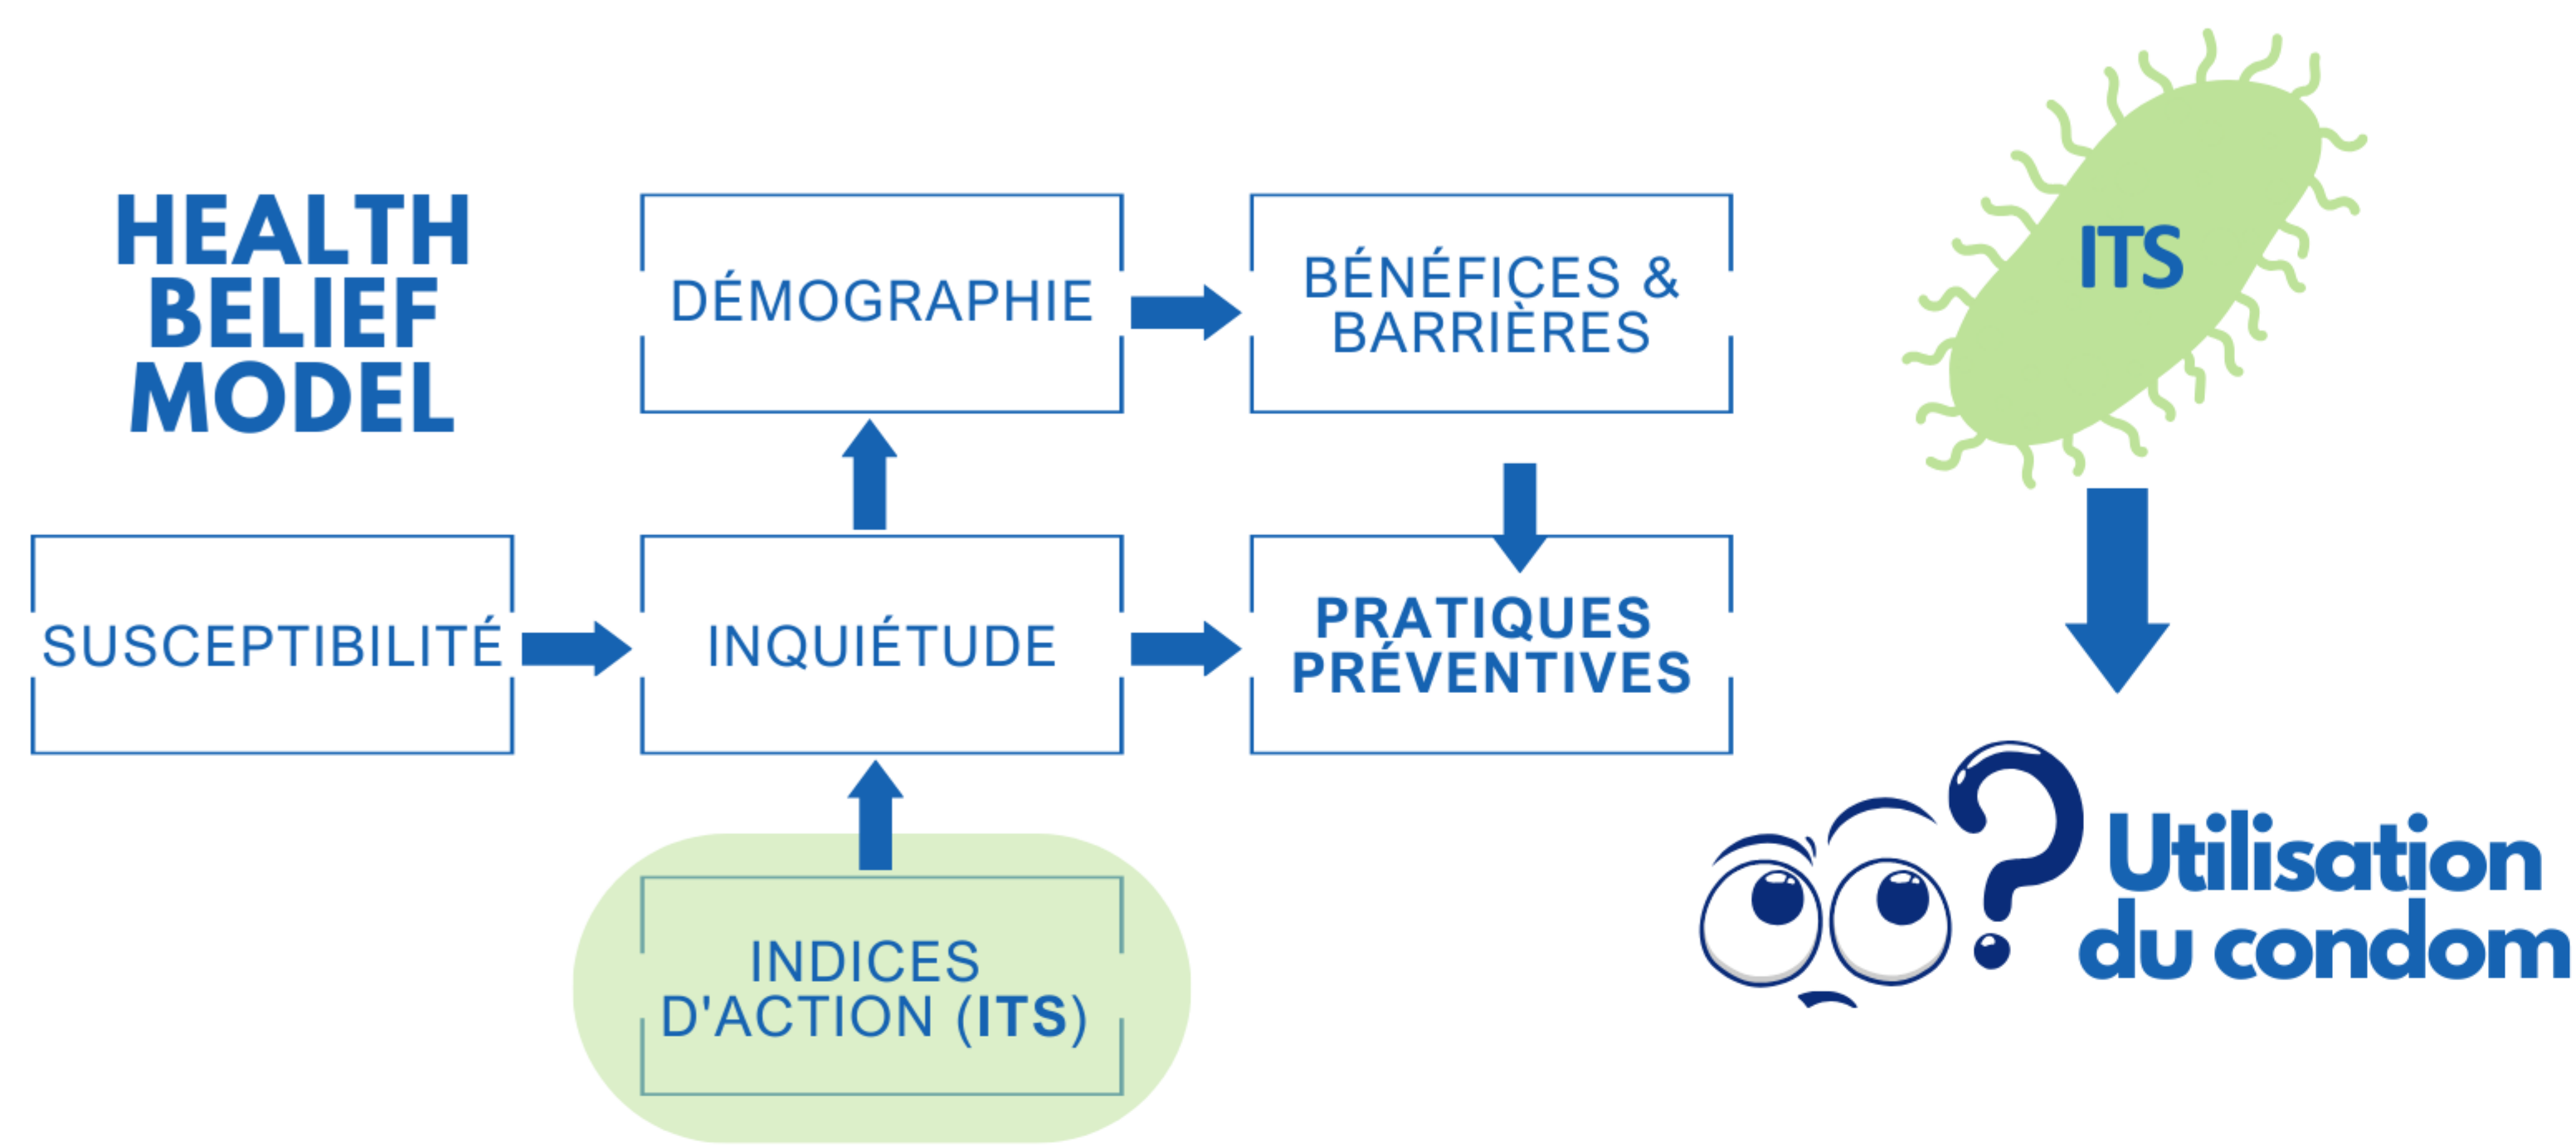 HEALTH
BELIEF
MODEL
DÉMOGRAPHIE
BÉNÉFICES &
BARRIÈRES
ITS
SUSCEPTIBILITÉ
INQUIÉTUDE
PRATIQUES
PRÉVENTIVES
INDICES
D'ACTION (ITS)
?
Utilisation
du condom